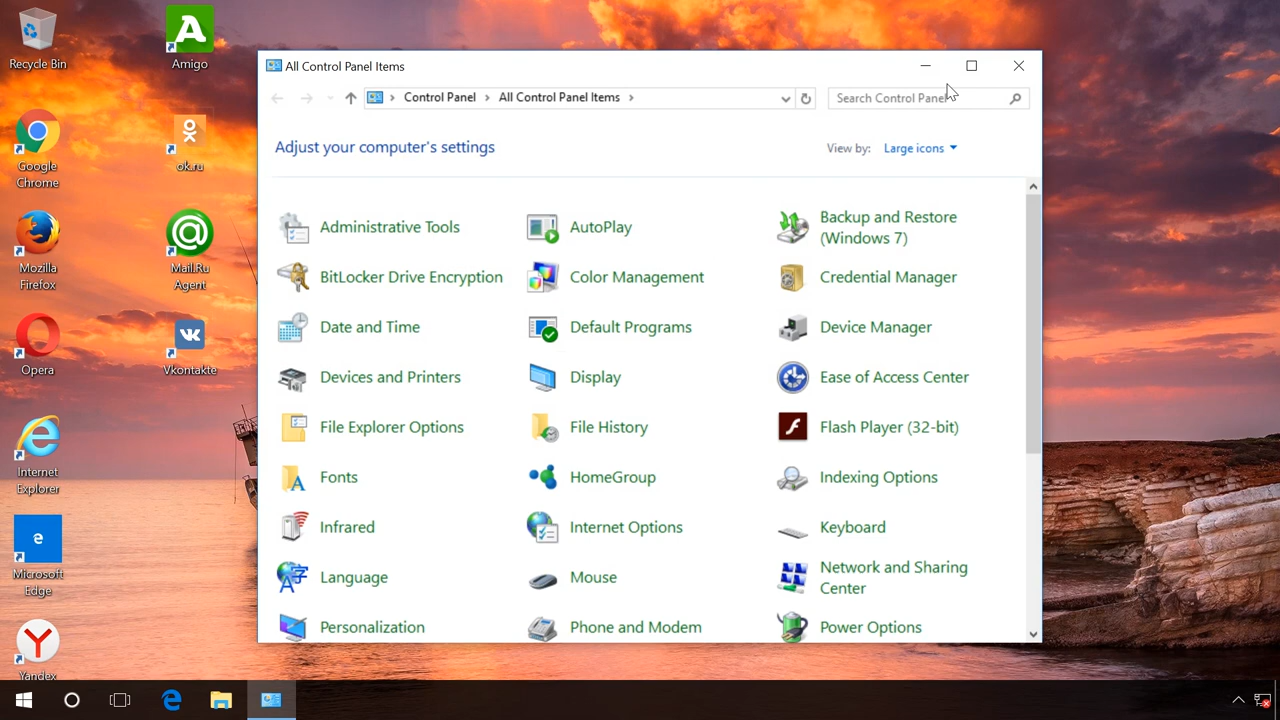 Recycle Bin
Amigo
Google
Chrome
ok.ru
Mozilla
Firefox
Mail.Ru
Agent
Opera
Vkontakte
Internet
Explorer
Microsoft
Edge
Yandex
All Control Panel Items
Control Panel
All Control Panel Items
Search Control Panel
Adjust your computer's settings
View by: Large icons
Administrative Tools
AutoPlay
Backup and Restore
(Windows 7)
BitLocker Drive Encryption
Color Management
Credential Manager
Date and Time
Default Programs
Device Manager
Devices and Printers
Display
Ease of Access Center
File Explorer Options
File History
Flash Player (32-bit)
Fonts
HomeGroup
Indexing Options
Infrared
Internet Options
Keyboard
Language
Mouse
Network and Sharing
Center
Personalization
Phone and Modem
Power Options